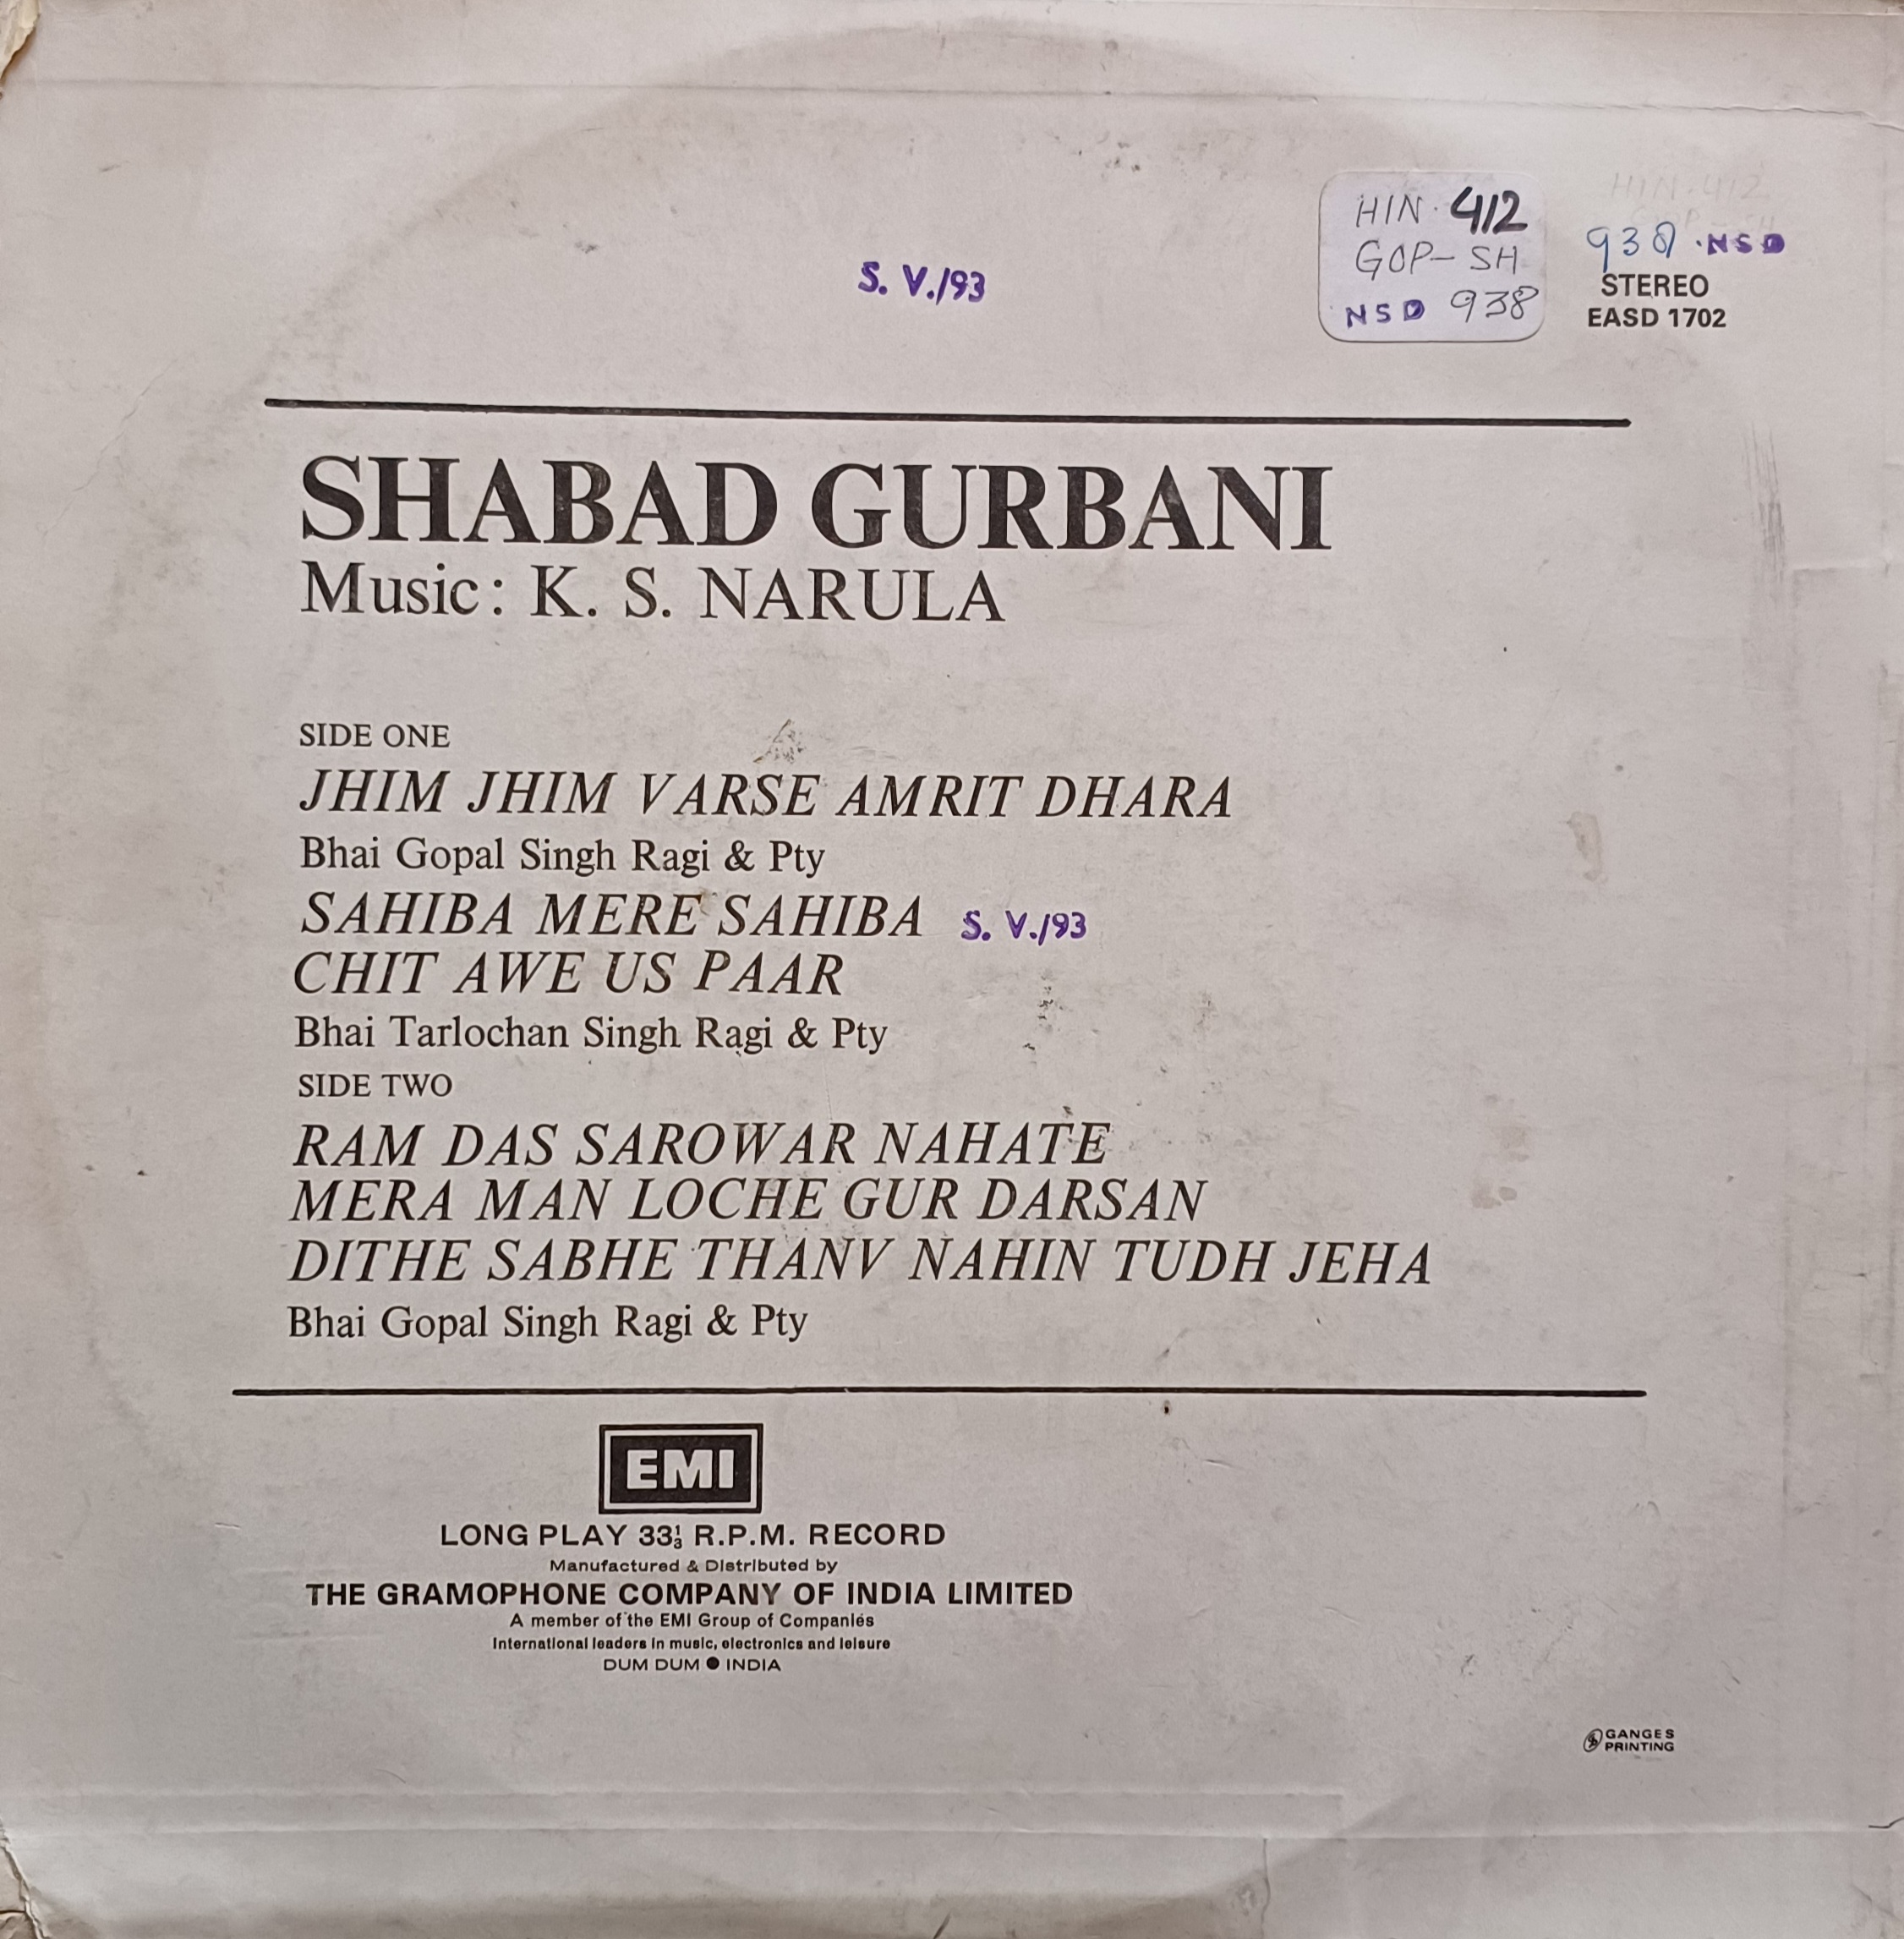 S. V./93
HIN. 412
GOP-SH
NSD 938
938 .NSD
STEREO
EASD 1702
SHABAD GURBANI
Music: K. S. NARULA
SIDE ONE
JHIM JHIM VARSE AMRIT DHARA
Bhai Gopal Singh Ragi & Pty
SAHIBA MERE SAHIBA S. V./93
CHIT AWE US PAAR
Bhai Tarlochan Singh Ragi & Pty
SIDE TWO
RAM DAS SAROWAR NAHATE
MERA MAN LOCHE GUR DARSAN
DITHE SABHE THANV NAHIN TUDH JEHA
Bhai Gopal Singh Ragi & Pty
EMI
LONG PLAY 33⅓ R.P.M. RECORD
Manufactured & Distributed by
THE GRAMOPHONE COMPANY OF INDIA LIMITED
A member of the EMI Group of Companies
International leaders in music, electronics and leisure
DUM DUM ● INDIA
GANGES
PRINTING